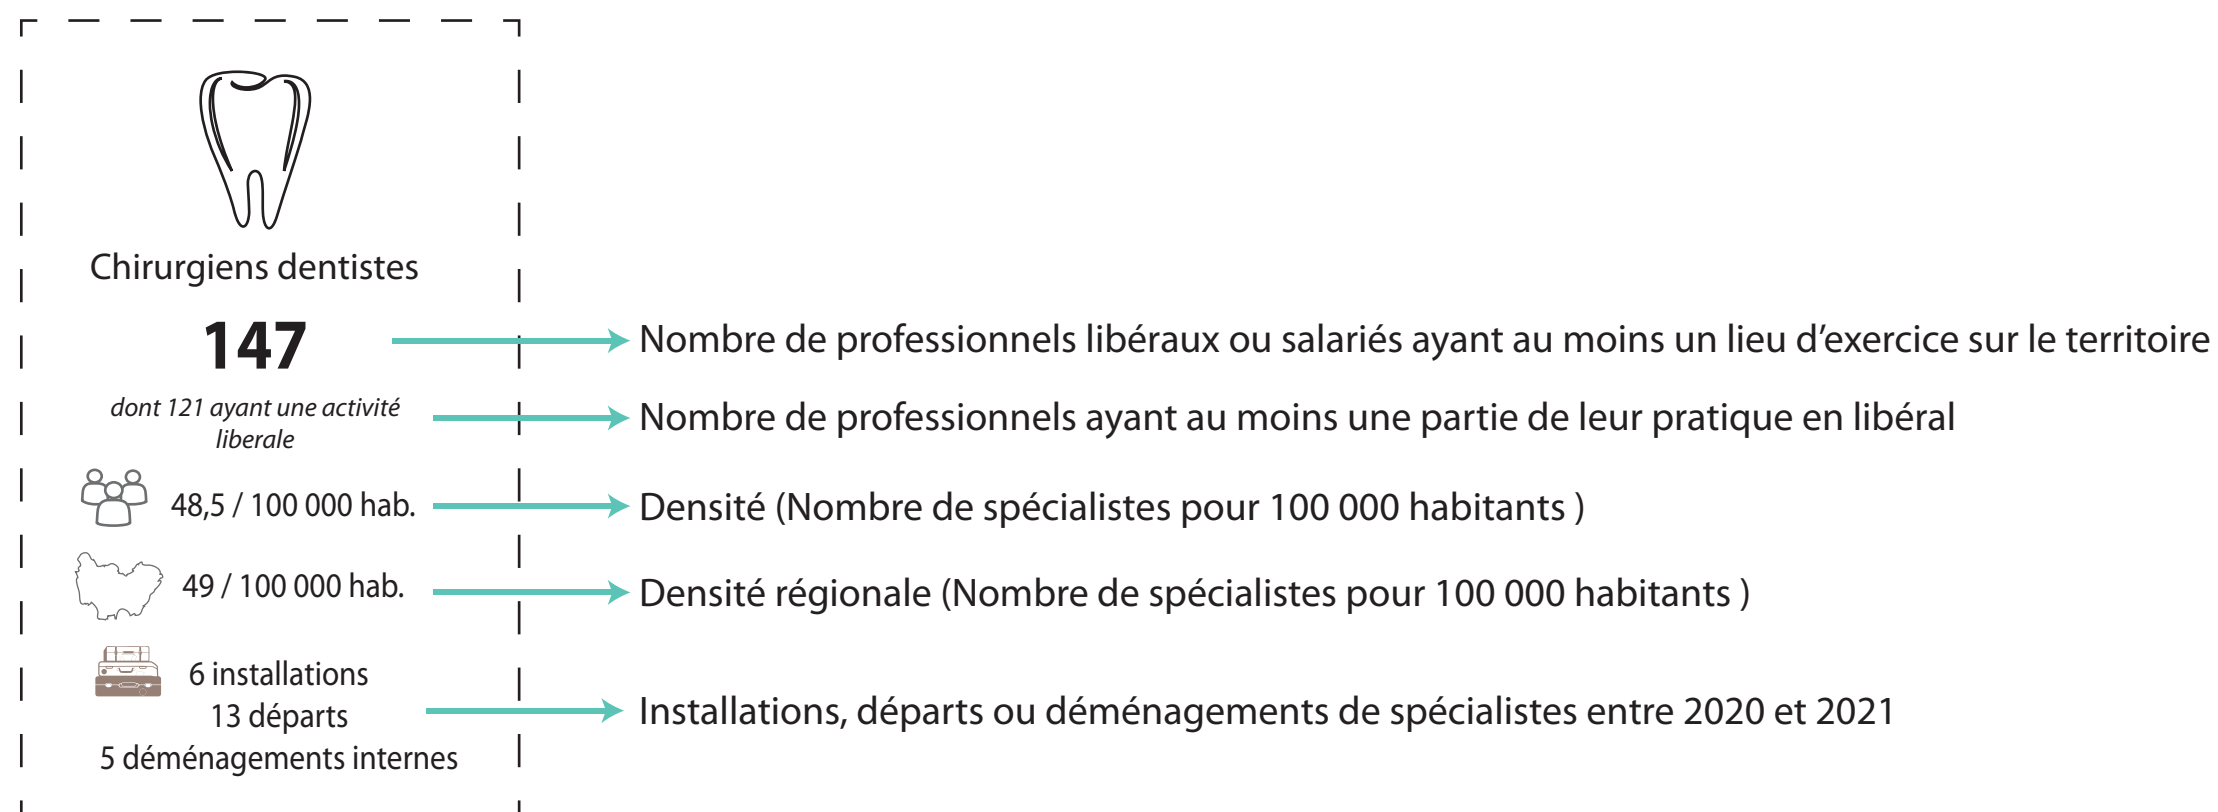 Chirurgiens dentistes
147
Nombre de professionnels libéraux ou salariés ayant au moins un lieu d’exercice sur le territoire
dont 121 ayant une activité
liberale
Nombre de professionnels ayant au moins une partie de leur pratique en libéral
48,5 / 100 000 hab.
Densité (Nombre de spécialistes pour 100 000 habitants )
49 / 100 000 hab.
Densité régionale (Nombre de spécialistes pour 100 000 habitants )
6 installations
13 départs
5 déménagements internes
Installations, départs ou déménagements de spécialistes entre 2020 et 2021